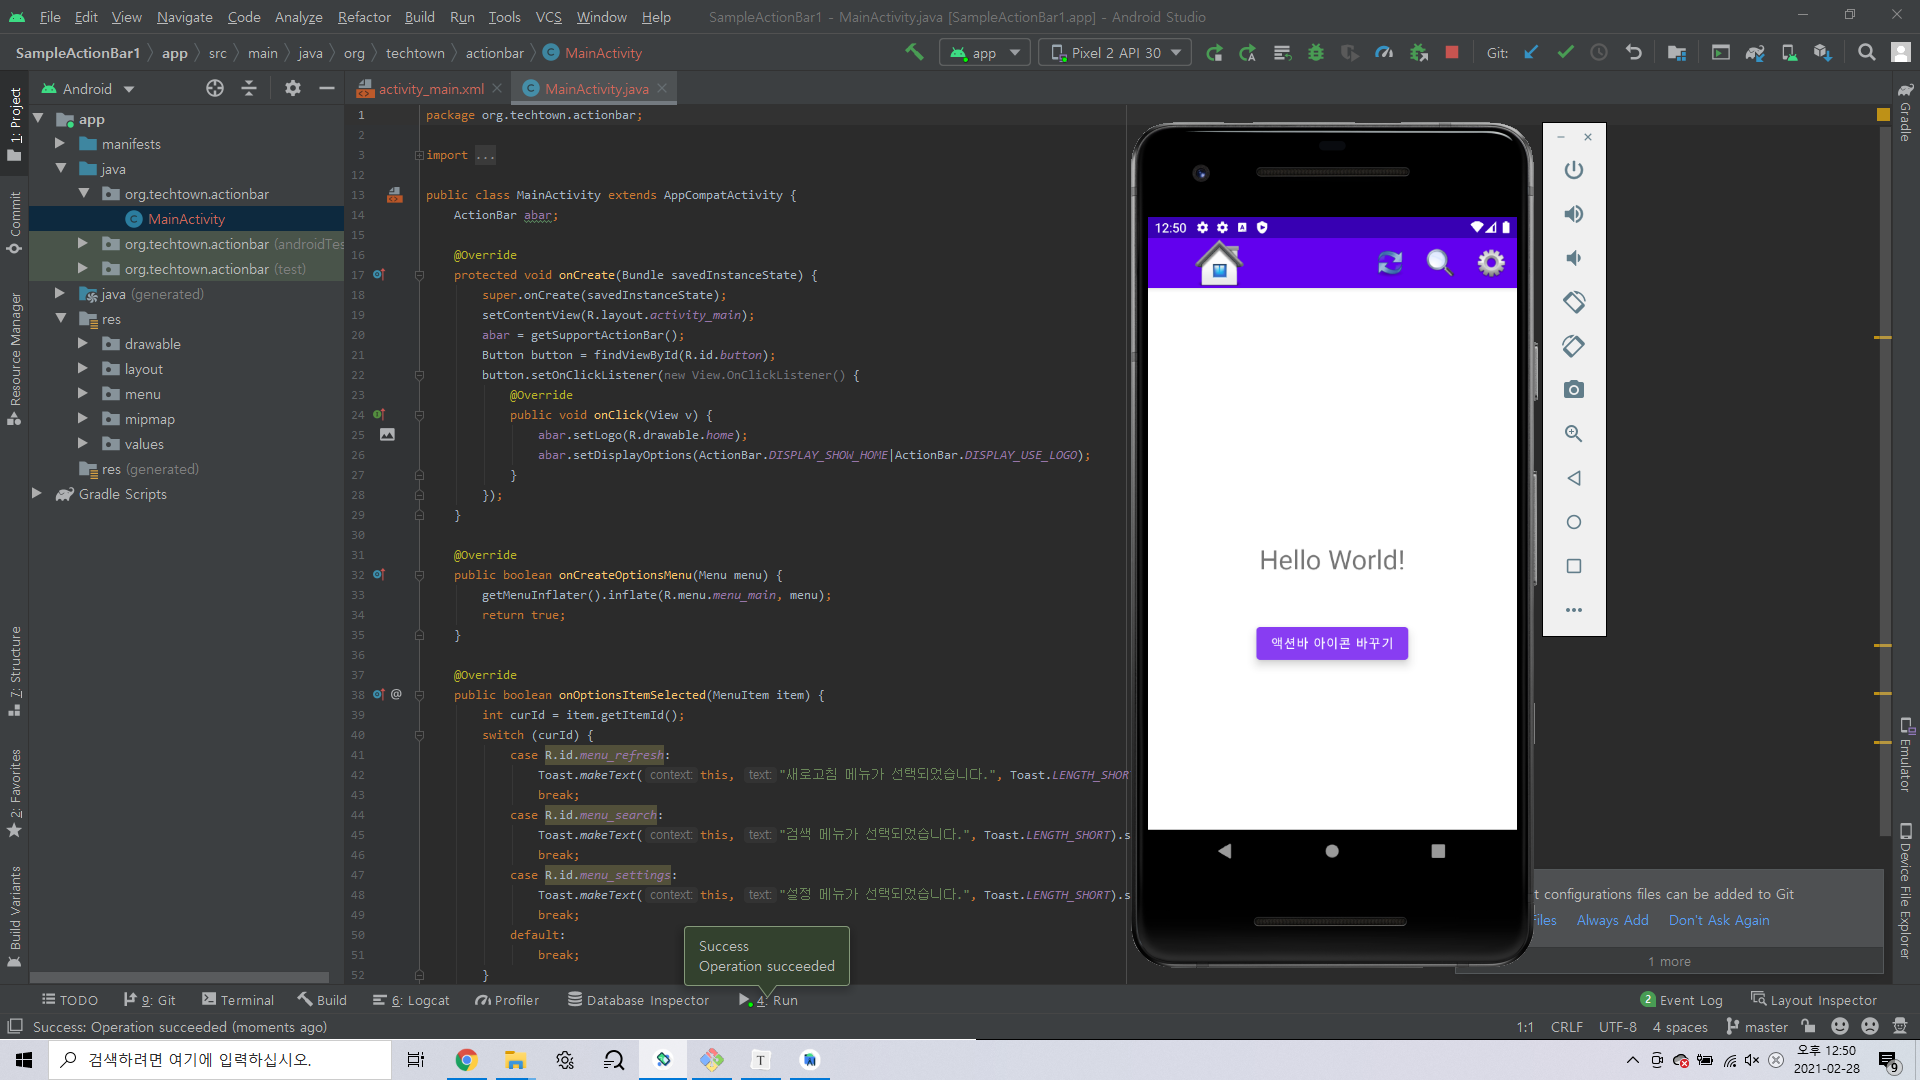 File Edit View Navigate Code Analyze Refactor Build Run Tools VCS Window Help SampleActionBar1 - MainActivity.java [SampleActionBar1.app] - Android Studio
SampleActionBar1 app src main java org techtown actionbar MainActivity app Pixel 2 API 30 Git:
Android activity_main.xml MainActivity.java
1: Project
Commit
Resource Manager
7: Structure
2: Favorites
Build Variants
app
manifests
java
org.techtown.actionbar
MainActivity
org.techtown.actionbar (androidTes
org.techtown.actionbar (test)
java (generated)
res
drawable
layout
menu
mipmap
values
res (generated)
Gradle Scripts
1 package org.techtown.actionbar;
2
3 import ...
12
13 public class MainActivity extends AppCompatActivity {
14 ActionBar abar;
15
16 @Override
17 protected void onCreate(Bundle savedInstanceState) {
18 super.onCreate(savedInstanceState);
19 setContentView(R.layout.activity_main);
20 abar = getSupportActionBar();
21 Button button = findViewById(R.id.button);
22 button.setOnClickListener(new View.OnClickListener() {
23 @Override
24 public void onClick(View v) {
25 abar.setLogo(R.drawable.home);
26 abar.setDisplayOptions(ActionBar.DISPLAY_SHOW_HOME|ActionBar.DISPLAY_USE_LOGO);
27 }
28 });
29 }
30
31 @Override
32 public boolean onCreateOptionsMenu(Menu menu) {
33 getMenuInflater().inflate(R.menu.menu_main, menu);
34 return true;
35 }
36
37 @Override
38 @ public boolean onOptionsItemSelected(MenuItem item) {
39 int curId = item.getItemId();
40 switch (curId) {
41 case R.id.menu_refresh:
42 Toast.makeText( context: this, text: "새로고침 메뉴가 선택되었습니다.", Toast.LENGTH_SHOR
43 break;
44 case R.id.menu_search:
45 Toast.makeText( context: this, text: "검색 메뉴가 선택되었습니다.", Toast.LENGTH_SHORT).s
46 break;
47 case R.id.menu_settings:
48 Toast.makeText( context: this, text: "설정 메뉴가 선택되었습니다.", Toast.LENGTH_SHORT).s
49 break;
50 default:
51 break;
52 }
12:50
Hello World!
액션바 아이콘 바꾸기
Gradle
Emulator
Device File Explorer
t configurations files can be added to Git
iles Always Add Don't Ask Again
1 more
Success
Operation succeeded
TODO 9: Git Terminal Build 6: Logcat Profiler Database Inspector 4: Run 2 Event Log Layout Inspector
Success: Operation succeeded (moments ago) 1:1 CRLF UTF-8 4 spaces master
검색하려면 여기에 입력하십시오. T 오후 12:50
2021-02-28 9